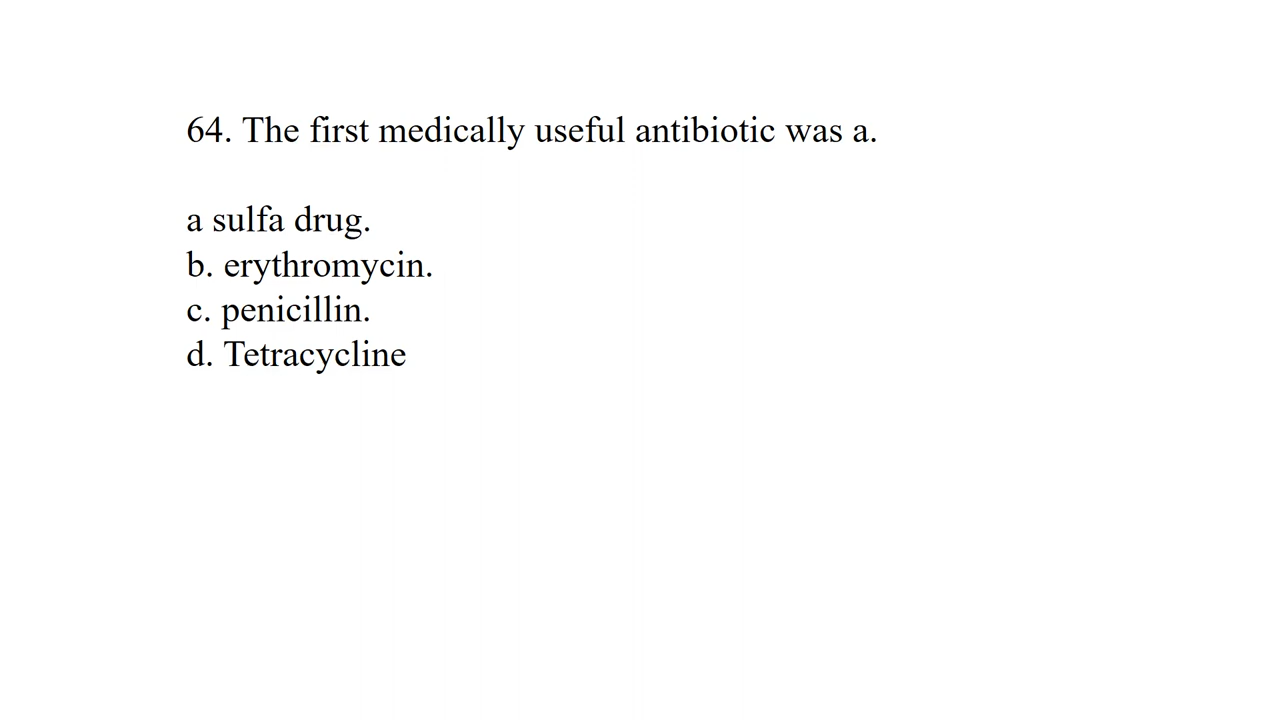 64. The first medically useful antibiotic was a.
a sulfa drug.
b. erythromycin.
c. penicillin.
d. Tetracycline